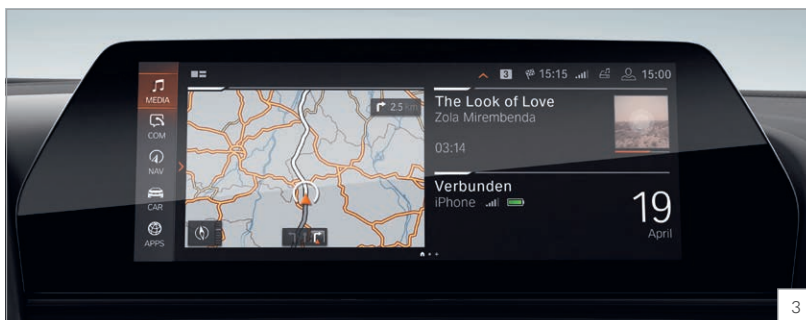 3 15:15 15:00
MEDIA
COM
NAV
CAR
APPS
2.5 km
The Look of Love
Zola Mirembenda
03:14
Verbunden
iPhone
19
April
3